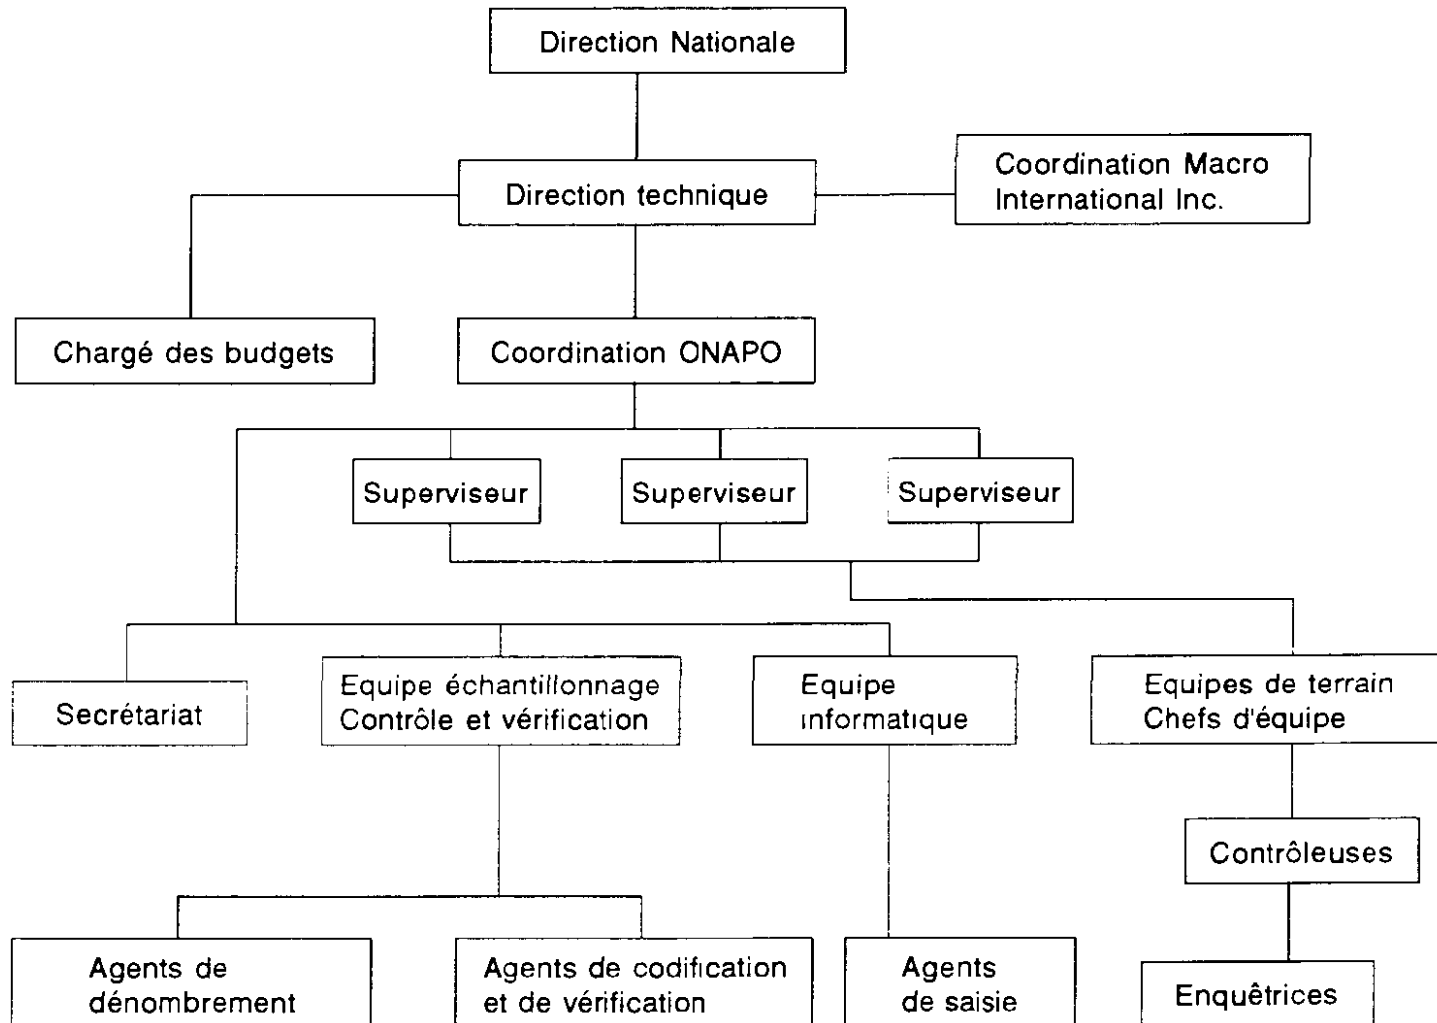 Direction Nationale
Direction technique
Coordination Macro
International Inc.
Chargé des budgets
Coordination ONAPO
Superviseur
Superviseur
Superviseur
Secrétariat
Equipe échantillonnage
Contrôle et vérification
Equipe
informatique
Equipes de terrain
Chefs d'équipe
Contrôleuses
Agents de
dénombrement
Agents de codification
et de vérification
Agents
de saisie
Enquêtrices